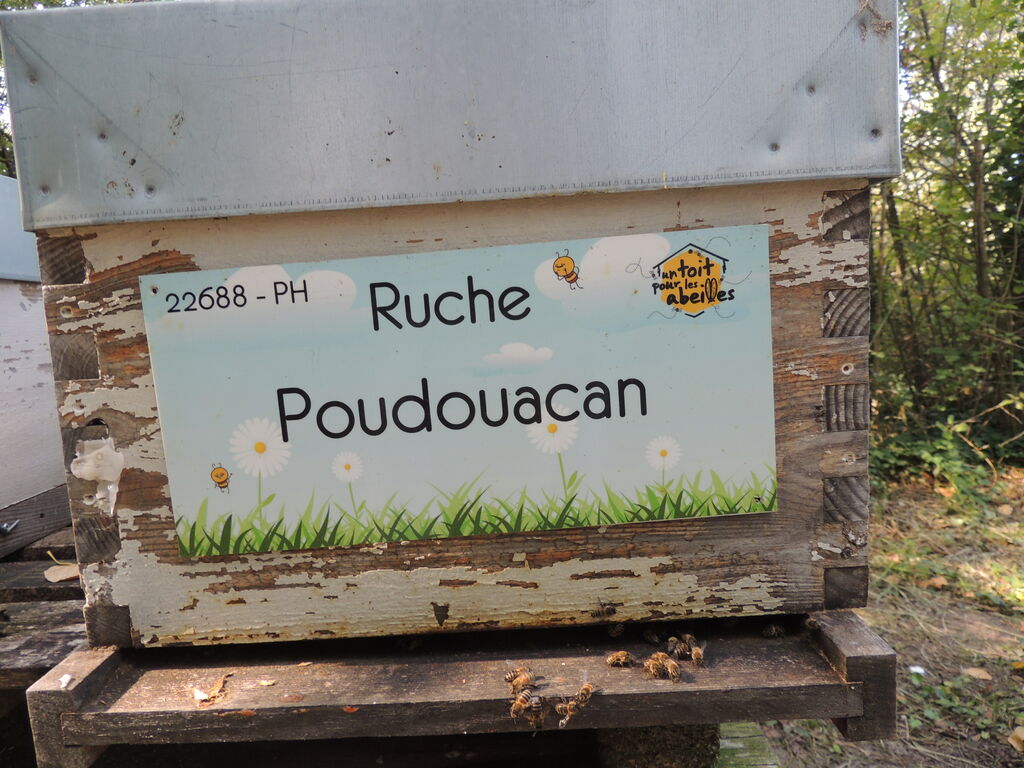 22688 - PH
Ruche
Poudouacan
un toit
pour les
abeilles